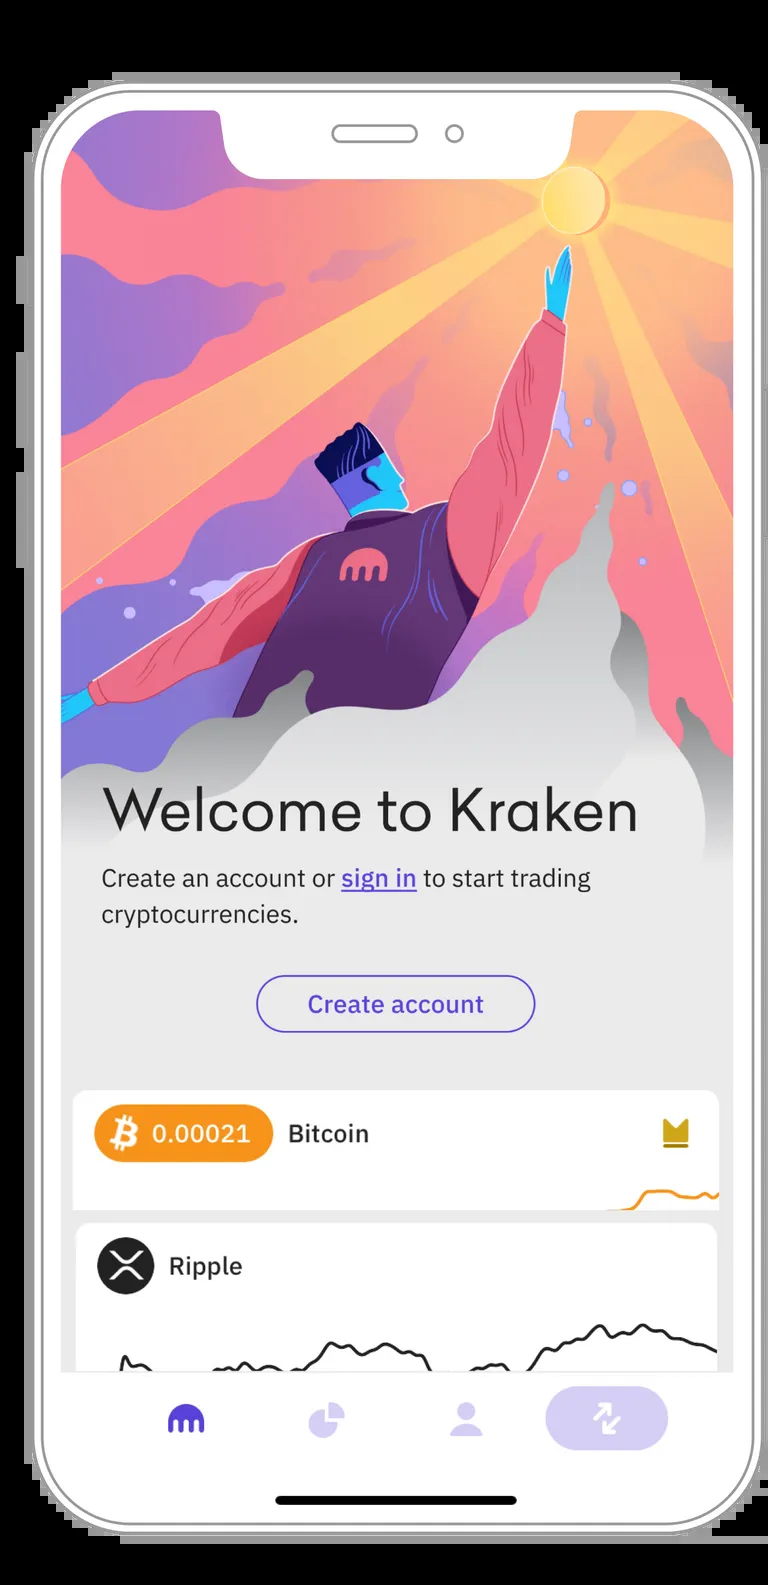 Welcome to Kraken
Create an account or sign in to start trading
cryptocurrencies.
Create account
0.00021 Bitcoin
Ripple